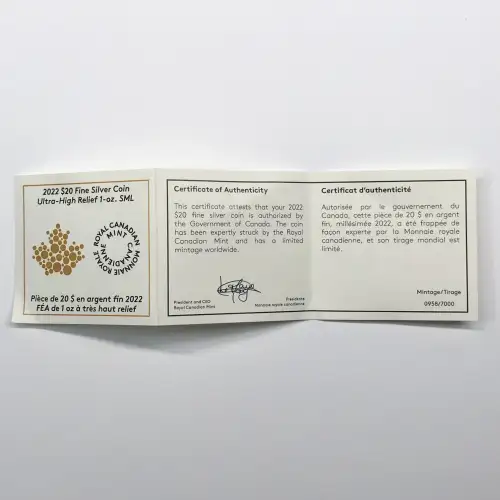 2022 $20 Fine Silver Coin
Ultra-High Relief 1-oz. SML
ROYAL CANADIAN MINT
MONNAIE ROYALE CANADIENNE
Pièce de 20 $ en argent fin 2022
FÉA de 1 oz à très haut relief
Certificate of Authenticity
This certificate attests that your 2022
$20 fine silver coin is authorized by
the Government of Canada. The coin
has been expertly struck by the Royal
Canadian Mint and has a limited
mintage worldwide.
President and CEO
Royal Canadian Mint
Présidente
Monnaie royale canadienne
Certificat d'authenticité
Autorisée par le gouvernement du
Canada, cette pièce de 20 $ en argent
fin, millésimée 2022, a été frappée de
façon experte par la Monnaie royale
canadienne, et son tirage mondial est
limité.
Mintage/Tirage
0958/7000